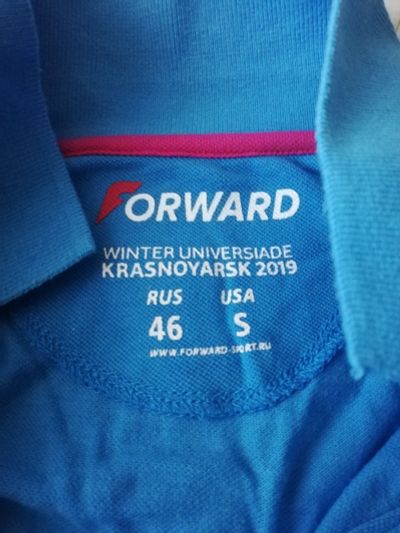 FORWARD
WINTER UNIVERSIADE
KRASNOYARSK 2019
RUS USA
46 S
WWW.FORWARD-SPORT.RU